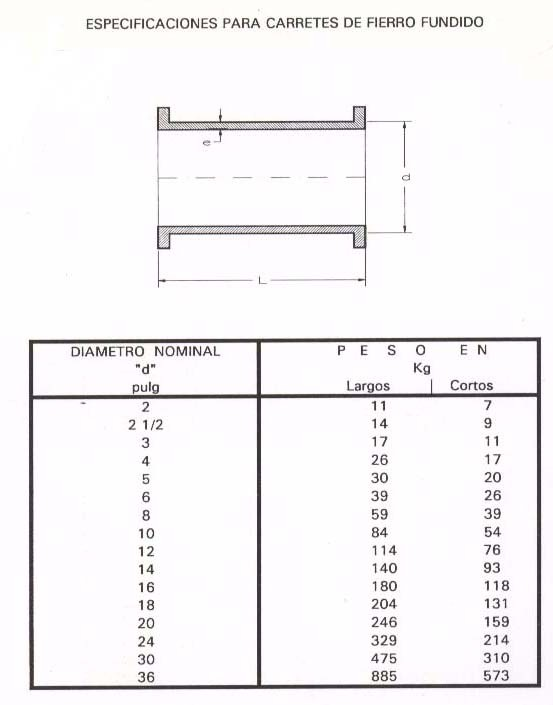 ESPECIFICACIONES PARA CARRETES DE FIERRO FUNDIDO
e
d
L
DIAMETRO NOMINAL P E S O E N
"d" Kg
pulg Largos Cortos
2 11 7
2 1/2 14 9
3 17 11
4 26 17
5 30 20
6 39 26
8 59 39
10 84 54
12 114 76
14 140 93
16 180 118
18 204 131
20 246 159
24 329 214
30 475 310
36 885 573